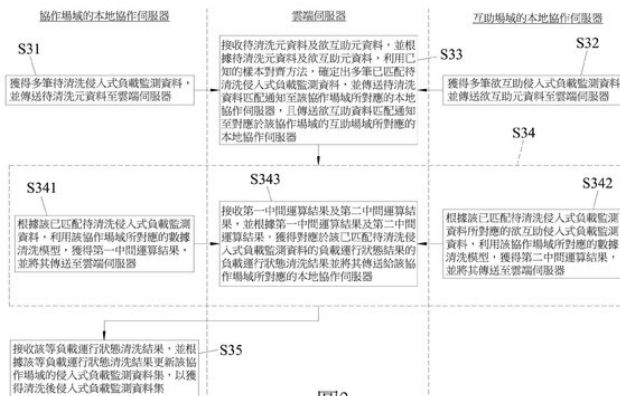 協作場域的本地協作伺服器
雲端伺服器
互助場域的本地協作伺服器
S31
獲得多筆待清洗侵入式負載監測資料，
並傳送待清洗元資料至雲端伺服器
接收待清洗元資料及欲互助元資料，並根
據待清洗元資料及欲互助元資料，利用已
知的樣本對齊方法，確定出多筆已匹配待
清洗侵入式負載監測資料，並傳送待清洗
資料匹配通知至該協作場域所對應的本地
協作伺服器，且傳送欲互助資料匹配通知
至對應於該協作場域的互助場域所對應的
本地協作伺服器
S33
S32
獲得多筆欲互助侵入式負載監測資料，
並傳送欲互助元資料至雲端伺服器
S34
S341
根據該已匹配待清洗侵入式負載監測
資料，利用該協作場域所對應的數據
清洗模型，獲得第一中間運算結果，
並將其傳送至雲端伺服器
S343
接收第一中間運算結果及第二中間運算結
果，並根據第一中間運算結果及第二中間
運算結果，獲得對應於該已匹配待清洗侵
入式負載監測資料的負載運行狀態結果的
負載運行狀態清洗結果並將其傳送給該協
作場域所對應的本地協作伺服器
S342
根據該已匹配待清洗侵入式負載監測
資料所對應的欲互助侵入式負載監測
資料，利用該協作場域所對應的數據
清洗模型，獲得第二中間運算結果，
並將其傳送至雲端伺服器
S35
接收該等負載運行狀態清洗結果，並根
據該等負載運行狀態清洗結果更新該協
作場域的侵入式負載監測資料集，以獲
得清洗後侵入式負載監測資料集